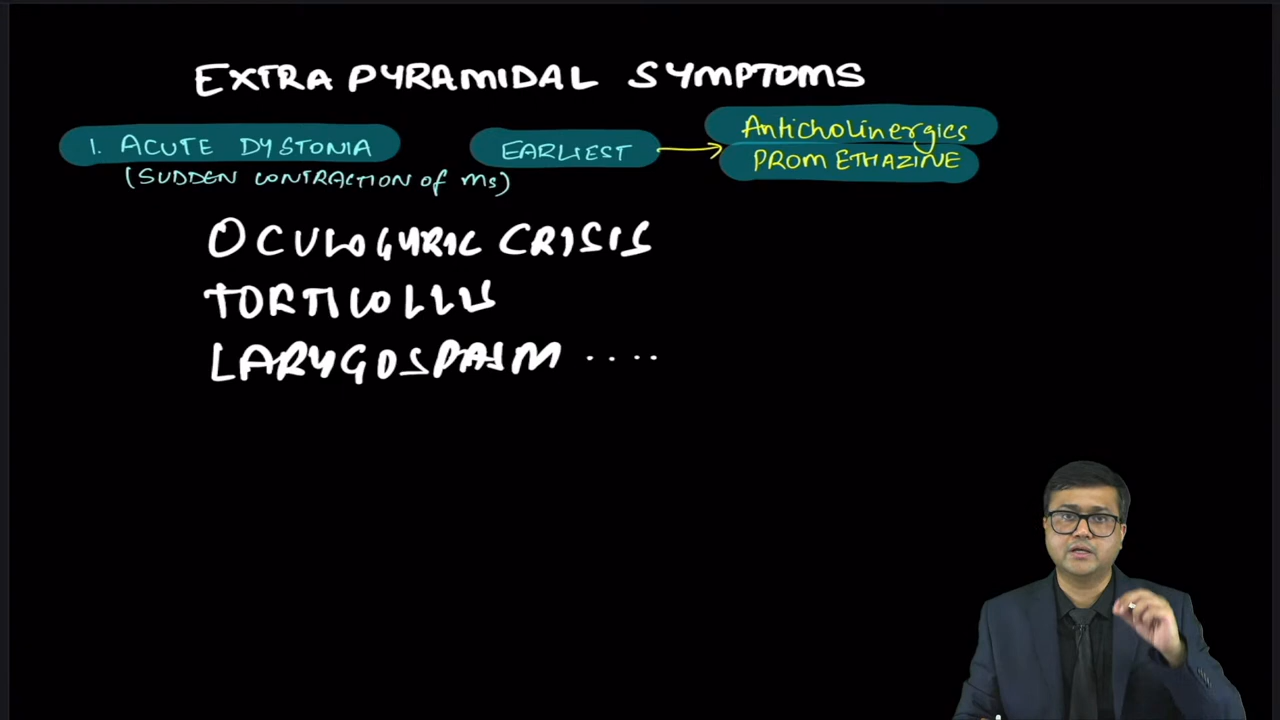 EXTRA PYRAMIDAL SYMPTOMS
1. ACUTE DYSTONIA EARLIEST → Anticholinergics
PROMETHAZINE
(SUDDEN CONTRACTION of ms)
OCULOGYRIC CRISIS
TORTICOLLIS
LARYGOSPASM ....